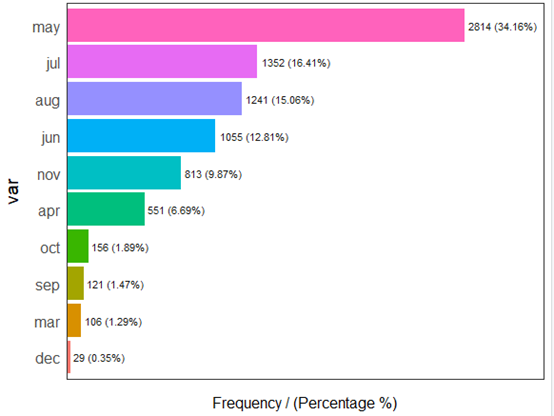 may 2814 (34.16%)
jul 1352 (16.41%)
aug 1241 (15.06%)
jun 1055 (12.81%)
nov 813 (9.87%)
apr 551 (6.69%)
oct 156 (1.89%)
sep 121 (1.47%)
mar 106 (1.29%)
dec 29 (0.35%)
var
Frequency / (Percentage %)